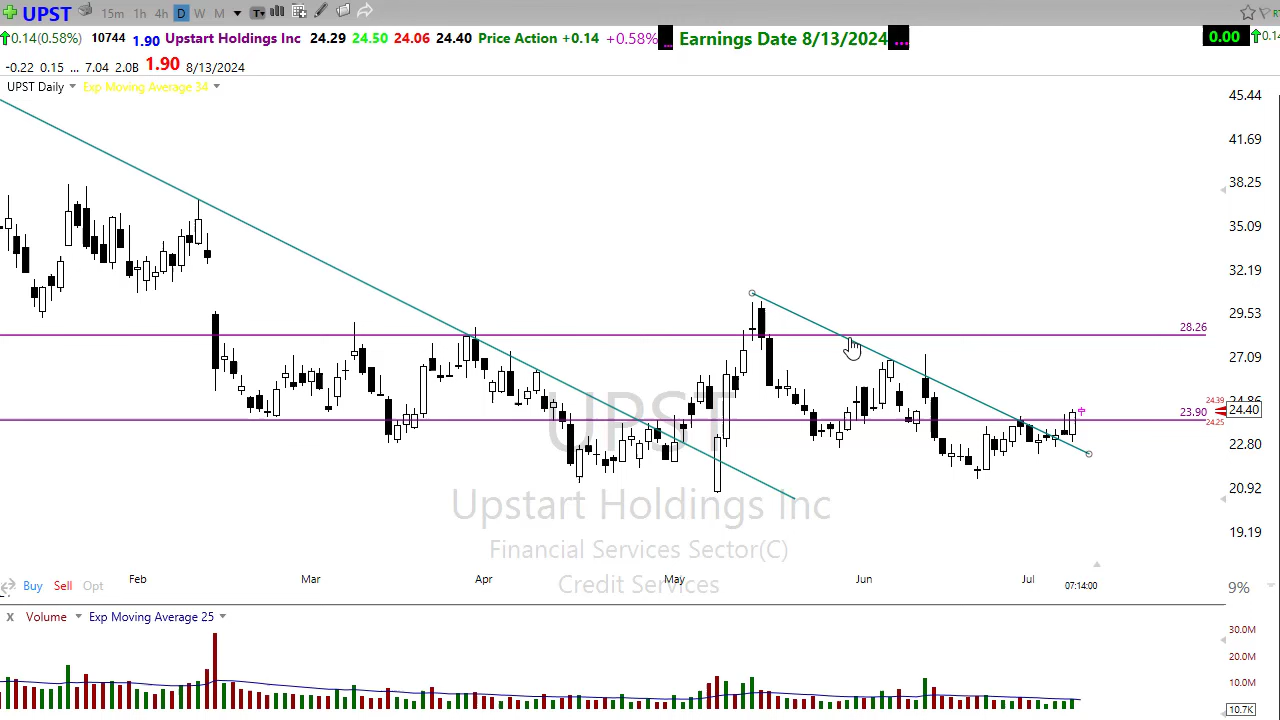 UPST 15m 1h 4h D W M
0.14(0.58%) 10744 1.90 Upstart Holdings Inc 24.29 24.50 24.06 24.40 Price Action +0.14 +0.58% ... Earnings Date 8/13/2024 ... 0.00 0.14
-0.22 0.15 ... 7.04 2.0B 1.90 8/13/2024
UPST Daily Exp Moving Average 34
45.44
41.69
38.25
35.09
32.19
29.53
28.26
27.09
24.39
23.90 24.40
24.25
22.80
20.92
19.19
UPST
Upstart Holdings Inc
Financial Services Sector(C)
Credit Services
Feb Mar Apr May Jun Jul
Buy Sell Opt 07:14:00 9%
X Volume Exp Moving Average 25
30.0M
20.0M
10.0M
10.7K